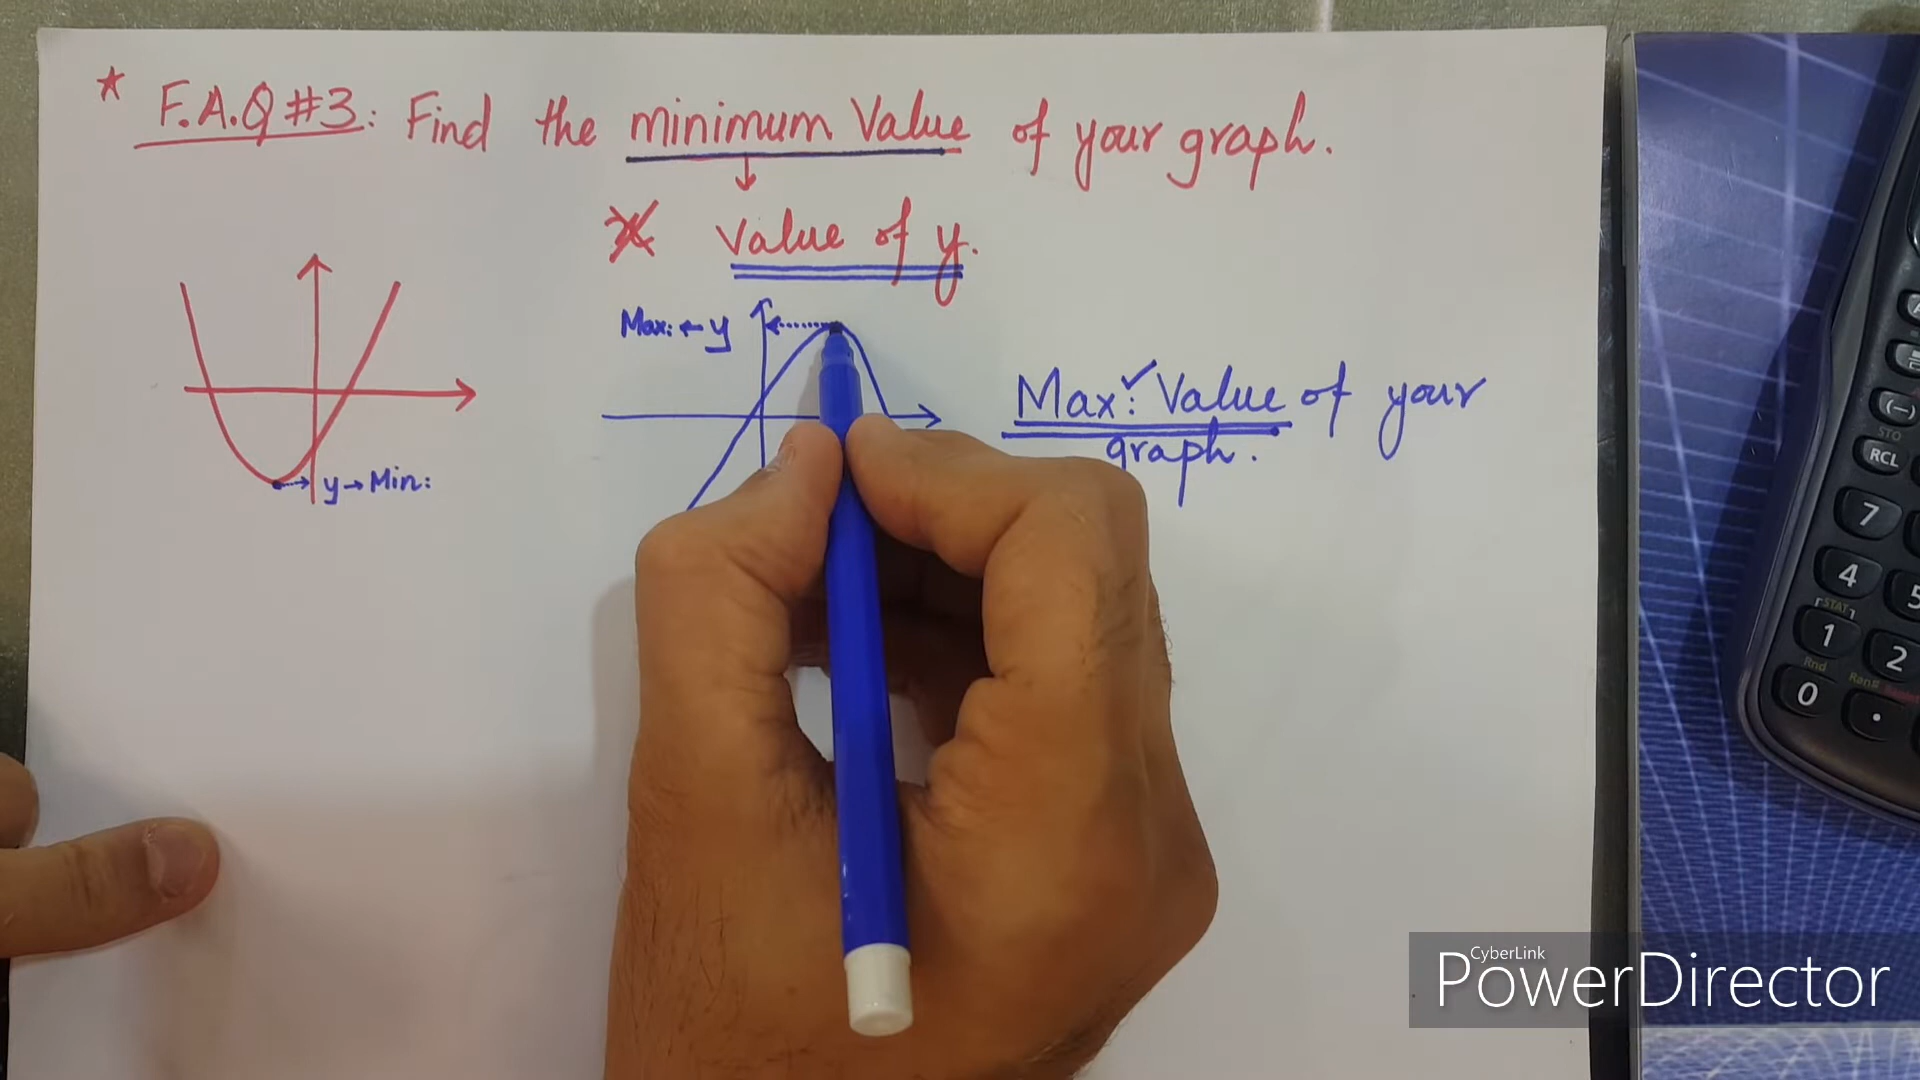 * F.A.Q #3: Find the minimum Value of your graph.
X Value of y.
Max: ← y
Max: ✓ Value of your
graph.
y → Min:
STO
RCL
7
4
5
STAT
1
2
Rnd
Ran#
0
.
(−)
CyberLink
PowerDirector